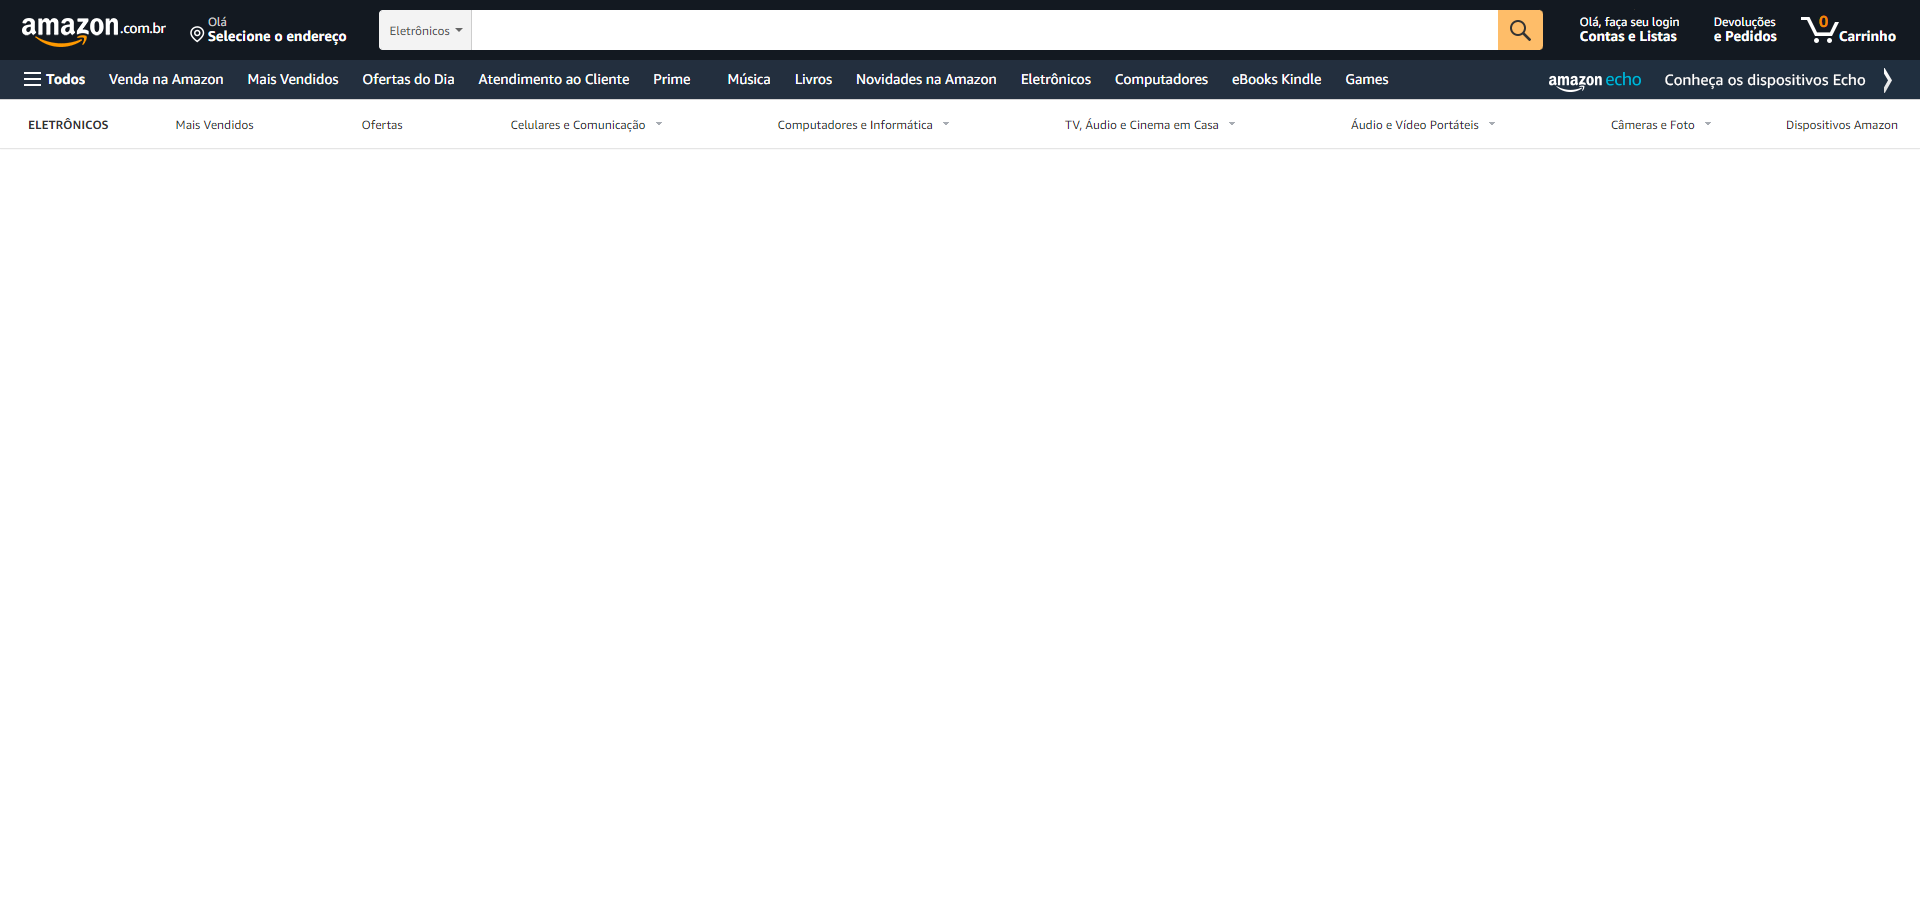 amazon.com.br
Olá
Selecione o endereço
Eletrônicos
Olá, faça seu login
Contas e Listas
Devoluções
e Pedidos
0
Carrinho
Todos
Venda na Amazon
Mais Vendidos
Ofertas do Dia
Atendimento ao Cliente
Prime
Música
Livros
Novidades na Amazon
Eletrônicos
Computadores
eBooks Kindle
Games
amazon echo
Conheça os dispositivos Echo
ELETRÔNICOS
Mais Vendidos
Ofertas
Celulares e Comunicação
Computadores e Informática
TV, Áudio e Cinema em Casa
Áudio e Vídeo Portáteis
Câmeras e Foto
Dispositivos Amazon